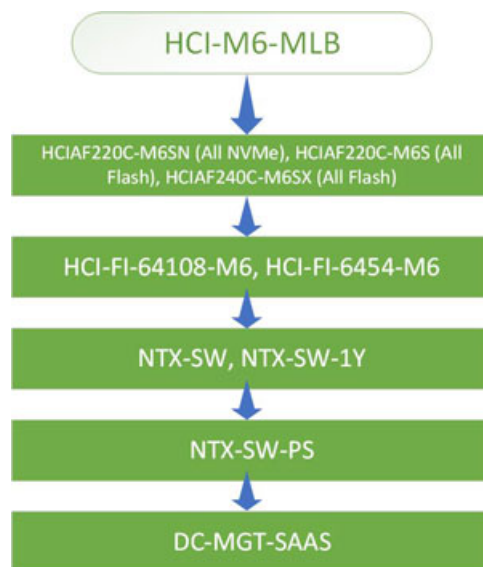 HCI-M6-MLB
HCIAF220C-M6SN (All NVMe), HCIAF220C-M6S (All
Flash), HCIAF240C-M6SX (All Flash)
HCI-FI-64108-M6, HCI-FI-6454-M6
NTX-SW, NTX-SW-1Y
NTX-SW-PS
DC-MGT-SAAS